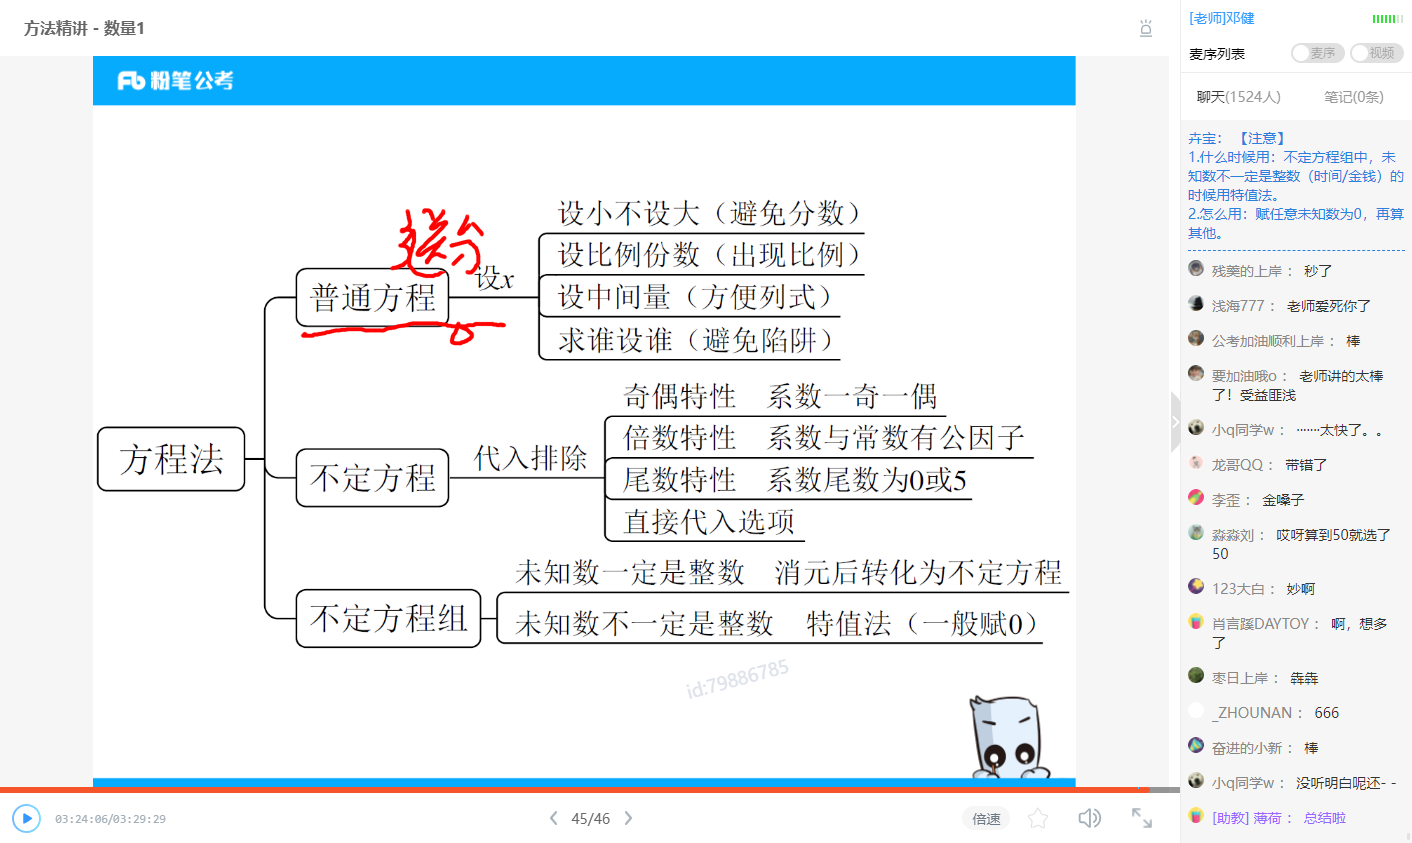 方法精讲 - 数量1
粉笔公考
送分
设小不设大（避免分数）
设比例份数（出现比例）
设x
普通方程
设中间量（方便列式）
求谁设谁（避免陷阱）
奇偶特性 系数一奇一偶
倍数特性 系数与常数有公因子
方程法
不定方程
代入排除
尾数特性 系数尾数为0或5
直接代入选项
未知数一定是整数 消元后转化为不定方程
不定方程组
未知数不一定是整数 特值法（一般赋0）
id:79886785
03:24:06/03:29:29
45/46
倍速
[老师]邓健
麦序列表
麦序
视频
聊天(1524人)
笔记(0条)
卉宝： 【注意】
1.什么时候用：不定方程组中，未
知数不一定是整数（时间/金钱）的
时候用特值法。
2.怎么用：赋任意未知数为0，再算
其他。
残羹的上岸： 秒了
浅海777： 老师爱死你了
公考加油顺利上岸： 棒
要加油哦o： 老师讲的太棒
了！受益匪浅
小q同学w： ·······太快了。。
龙哥QQ： 带错了
李歪： 金嗓子
淼淼刘： 哎呀算到50就选了
50
123大白： 妙啊
肖言蹊DAYTOY： 啊，想多
了
枣日上岸： 犇犇
_ZHOUNAN： 666
奋进的小新： 棒
小q同学w： 没听明白呢还- -
[助教] 薄荷： 总结啦